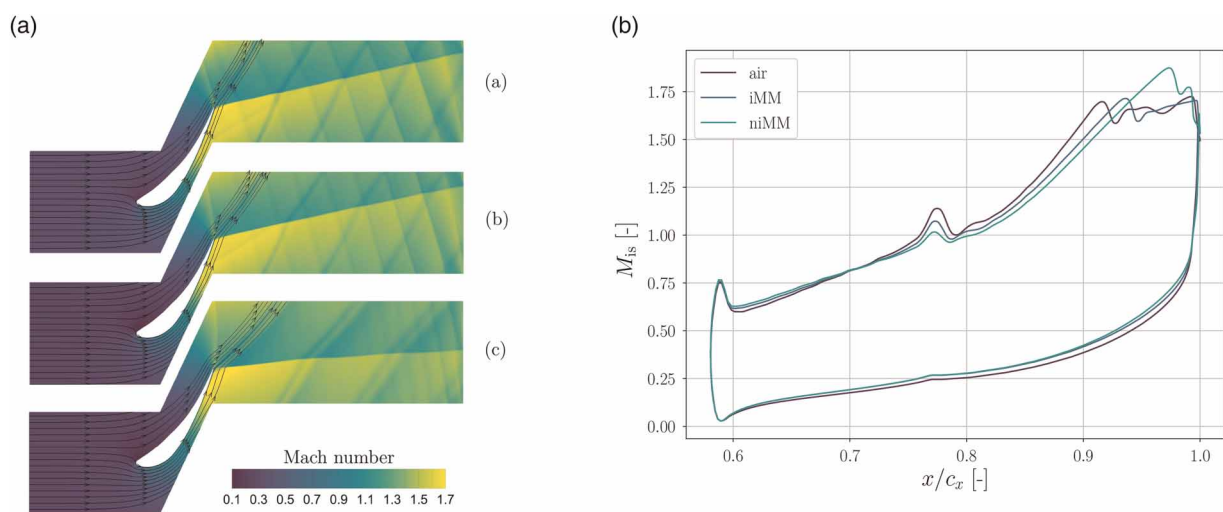 (a)
(a)
(b)
(c)
Mach number
0.1 0.3 0.5 0.7 0.9 1.1 1.3 1.5 1.7
(b)
air
iMM
niMM
1.75
1.50
1.25
1.00
0.75
0.50
0.25
0.00
M_is [-]
0.6 0.7 0.8 0.9 1.0
x/c_x [-]